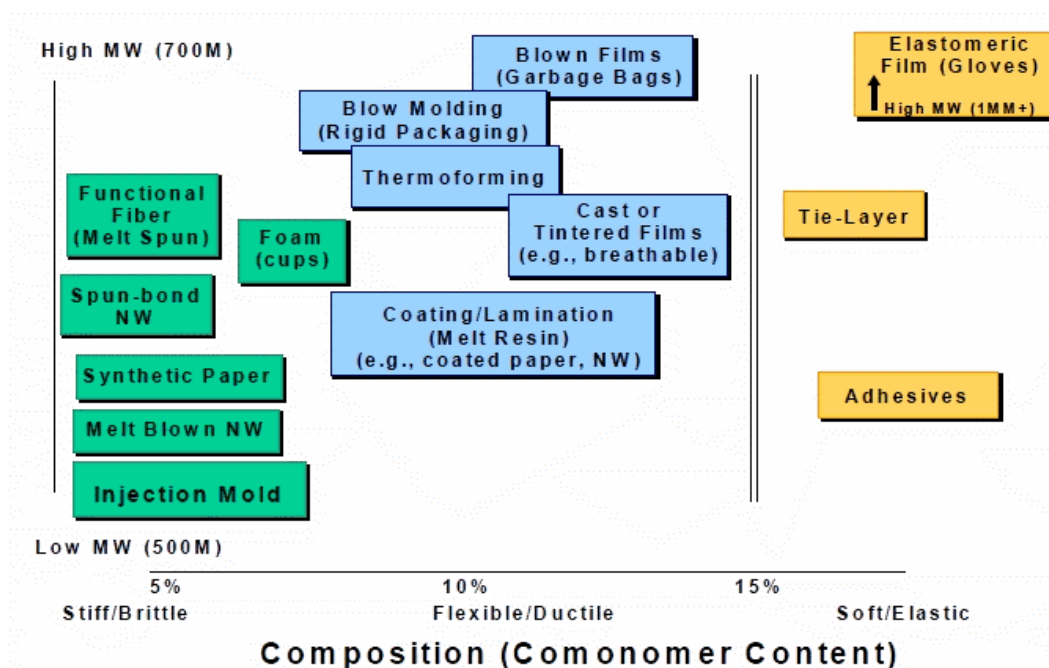 High MW (700M)
Blown Films
(Garbage Bags)
Elastomeric
Film (Gloves)
High MW (1MM+)
Blow Molding
(Rigid Packaging)
Thermoforming
Functional
Fiber
(Melt Spun)
Foam
(cups)
Cast or
Tintered Films
(e.g., breathable)
Tie-Layer
Spun-bond
NW
Coating/Lamination
(Melt Resin)
(e.g., coated paper, NW)
Synthetic Paper
Adhesives
Melt Blown NW
Injection Mold
Low MW (500M)
5%
10%
15%
Stiff/Brittle
Flexible/Ductile
Soft/Elastic
Composition (Comonomer Content)